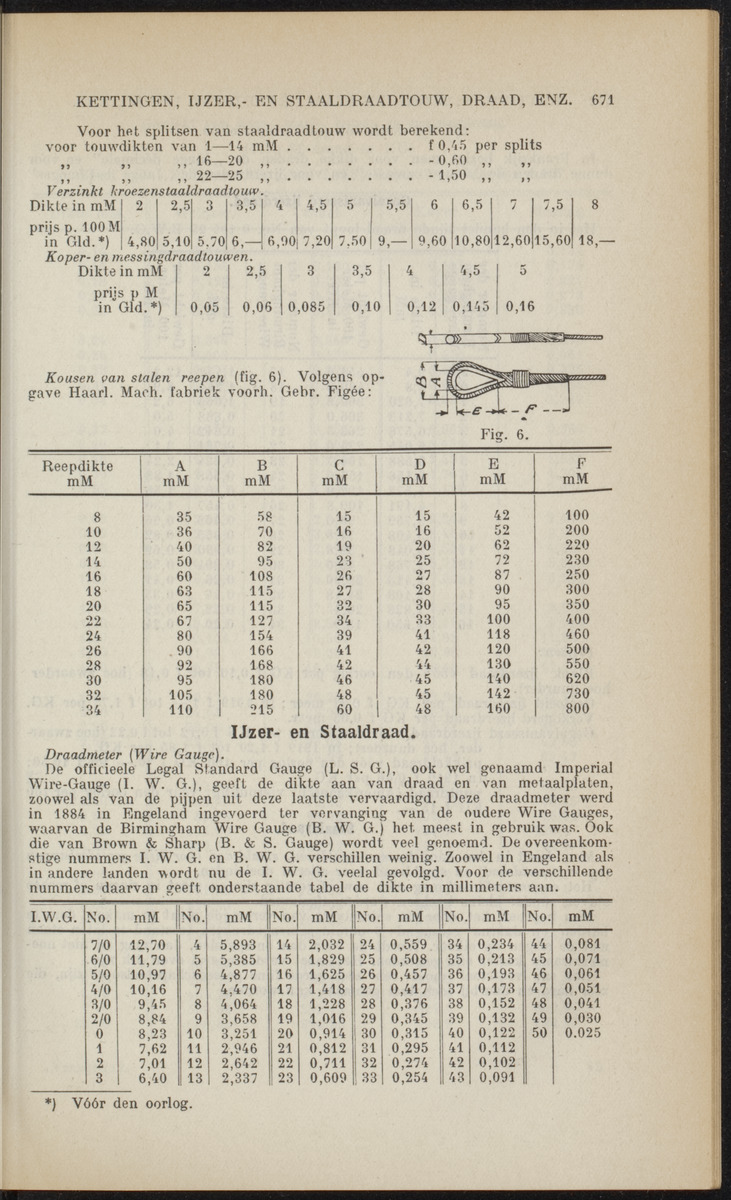 KETTINGEN, IJZER,- EN STAALDRAADTOUW, DRAAD, ENZ. 671
Voor het splitsen van staaldraadtouw wordt berekend:
voor touwdikten van 1—14 mM . . . . . . . f 0,45 per splits
,, ,, ,, 16—20 ,, . . . . . . . . - 0,60 ,, ,,
,, ,, ,, 22—25 ,, . . . . . . . . - 1,50 ,, ,,
Verzinkt kroezenstaaldraadtouw.
Dikte in mM 2 2,5 3 3,5 4 4,5 5 5,5 6 6,5 7 7,5 8
prijs p. 100 M
in Gld.*) 4,80 5,10 5,70 6,— 6,90 7,20 7,50 9,— 9,60 10,80 12,60 15,60 18,—
Koper- en messingdraadtouwen.
Dikte in mM 2 2,5 3 3,5 4 4,5 5
prijs p M
in Gld.*) 0,05 0,06 0,085 0,10 0,12 0,145 0,16
Kousen van stalen reepen (fig. 6). Volgens op-
gave Haarl. Mach. fabriek voorh. Gebr. Figée:
B A E F
Fig. 6.
Reepdikte A B C D E F
mM mM mM mM mM mM mM
8 35 58 15 15 42 100
10 36 70 16 16 52 200
12 40 82 19 20 62 220
14 50 95 23 25 72 230
16 60 108 26 27 87 250
18 63 115 27 28 90 300
20 65 115 32 30 95 350
22 67 127 34 33 100 400
24 80 154 39 41 118 460
26 90 166 41 42 120 500
28 92 168 42 44 130 550
30 95 180 46 45 140 620
32 105 180 48 45 142 730
34 110 215 60 48 160 800
IJzer- en Staaldraad.
Draadmeter (Wire Gauge).
De officieele Legal Standard Gauge (L. S. G.), ook wel genaamd Imperial
Wire-Gauge (I. W. G.), geeft de dikte aan van draad en van metaalplaten,
zoowel als van de pijpen uit deze laatste vervaardigd. Deze draadmeter werd
in 1884 in Engeland ingevoerd ter vervanging van de oudere Wire Gauges,
waarvan de Birmingham Wire Gauge (B. W. G.) het meest in gebruik was. Ook
die van Brown & Sharp (B. & S. Gauge) wordt veel genoemd. De overeenkom-
stige nummers I. W. G. en B. W. G. verschillen weinig. Zoowel in Engeland als
in andere landen wordt nu de I. W. G. veelal gevolgd. Voor de verschillende
nummers daarvan geeft onderstaande tabel de dikte in millimeters aan.
I.W.G. No. mM No. mM No. mM No. mM No. mM No. mM
7/0 12,70 4 5,893 14 2,032 24 0,559 34 0,234 44 0,081
6/0 11,79 5 5,385 15 1,829 25 0,508 35 0,213 45 0,071
5/0 10,97 6 4,877 16 1,625 26 0,457 36 0,193 46 0,061
4/0 10,16 7 4,470 17 1,418 27 0,417 37 0,173 47 0,051
3/0 9,45 8 4,064 18 1,228 28 0,376 38 0,152 48 0,041
2/0 8,84 9 3,658 19 1,016 29 0,345 39 0,132 49 0,030
0 8,23 10 3,251 20 0,914 30 0,315 40 0,122 50 0.025
1 7,62 11 2,946 21 0,812 31 0,295 41 0,112
2 7,01 12 2,642 22 0,711 32 0,274 42 0,102
3 6,40 13 2,337 23 0,609 33 0,254 43 0,091
*) Vóór den oorlog.